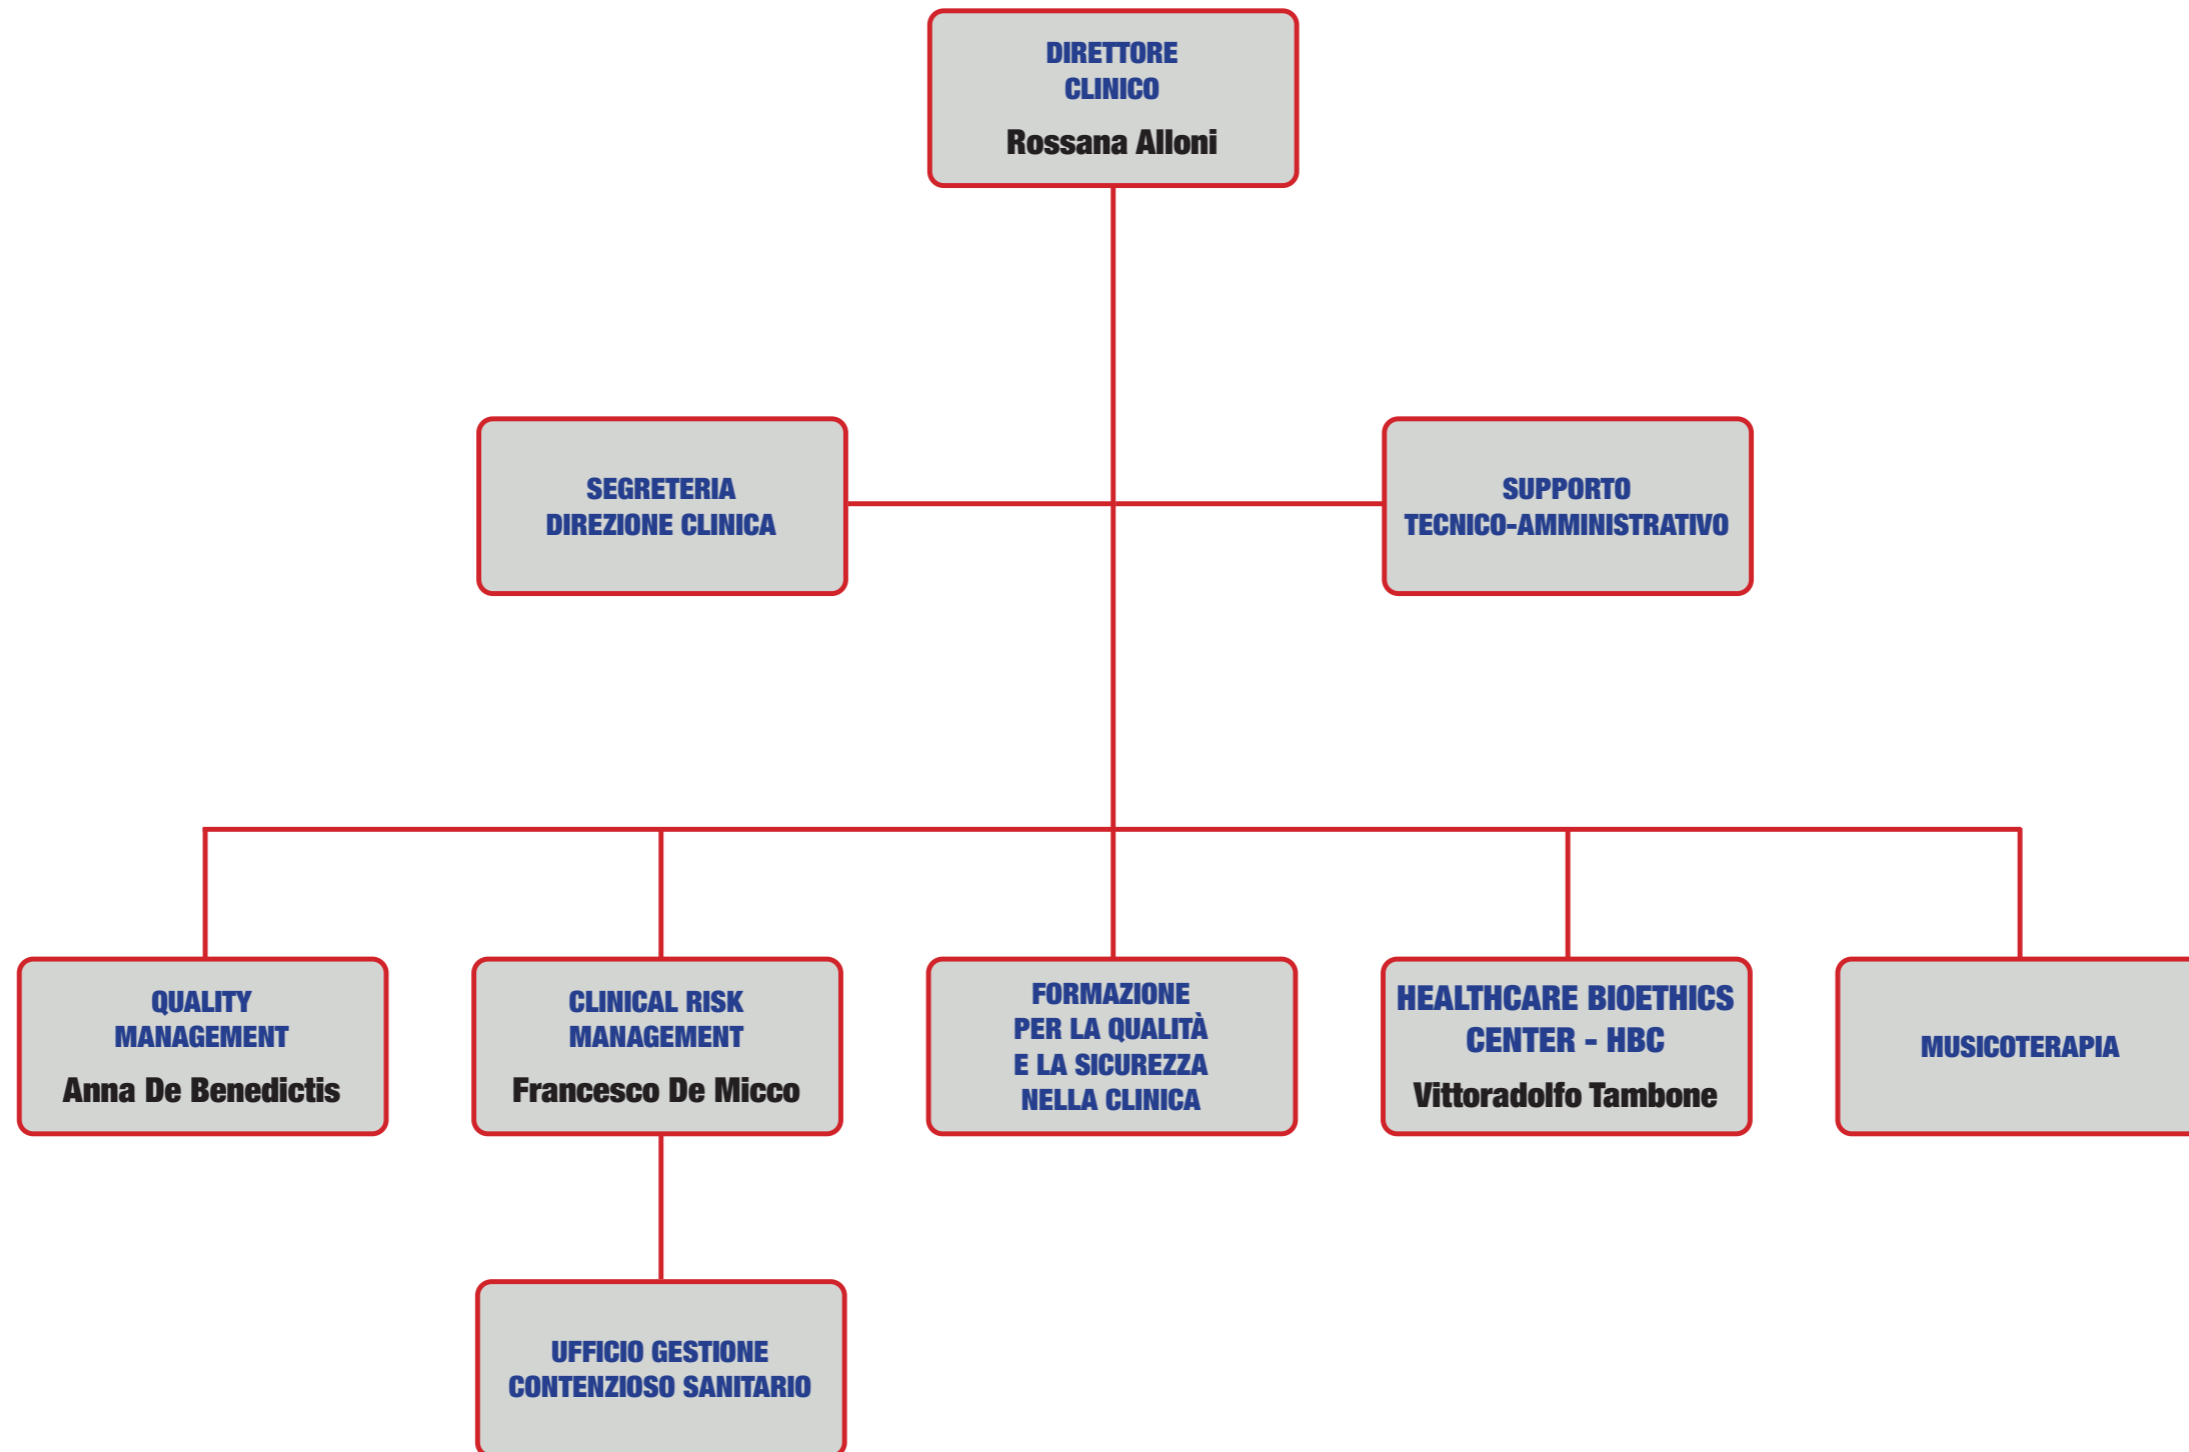 DIRETTORE
CLINICO
Rossana Alloni
SEGRETERIA
DIREZIONE CLINICA
SUPPORTO
TECNICO-AMMINISTRATIVO
QUALITY
MANAGEMENT
Anna De Benedictis
CLINICAL RISK
MANAGEMENT
Francesco De Micco
FORMAZIONE
PER LA QUALITÀ
E LA SICUREZZA
NELLA CLINICA
HEALTHCARE BIOETHICS
CENTER - HBC
Vittoradolfo Tambone
MUSICOTERAPIA
UFFICIO GESTIONE
CONTENZIOSO SANITARIO